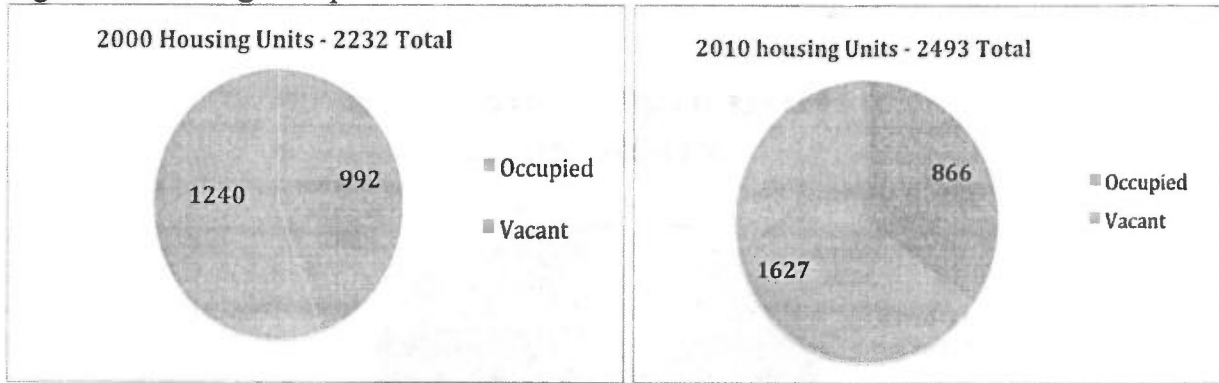 2000 Housing Units - 2232 Total
1240
992
Occupied
Vacant
2010 housing Units - 2493 Total
866
1627
Occupied
Vacant